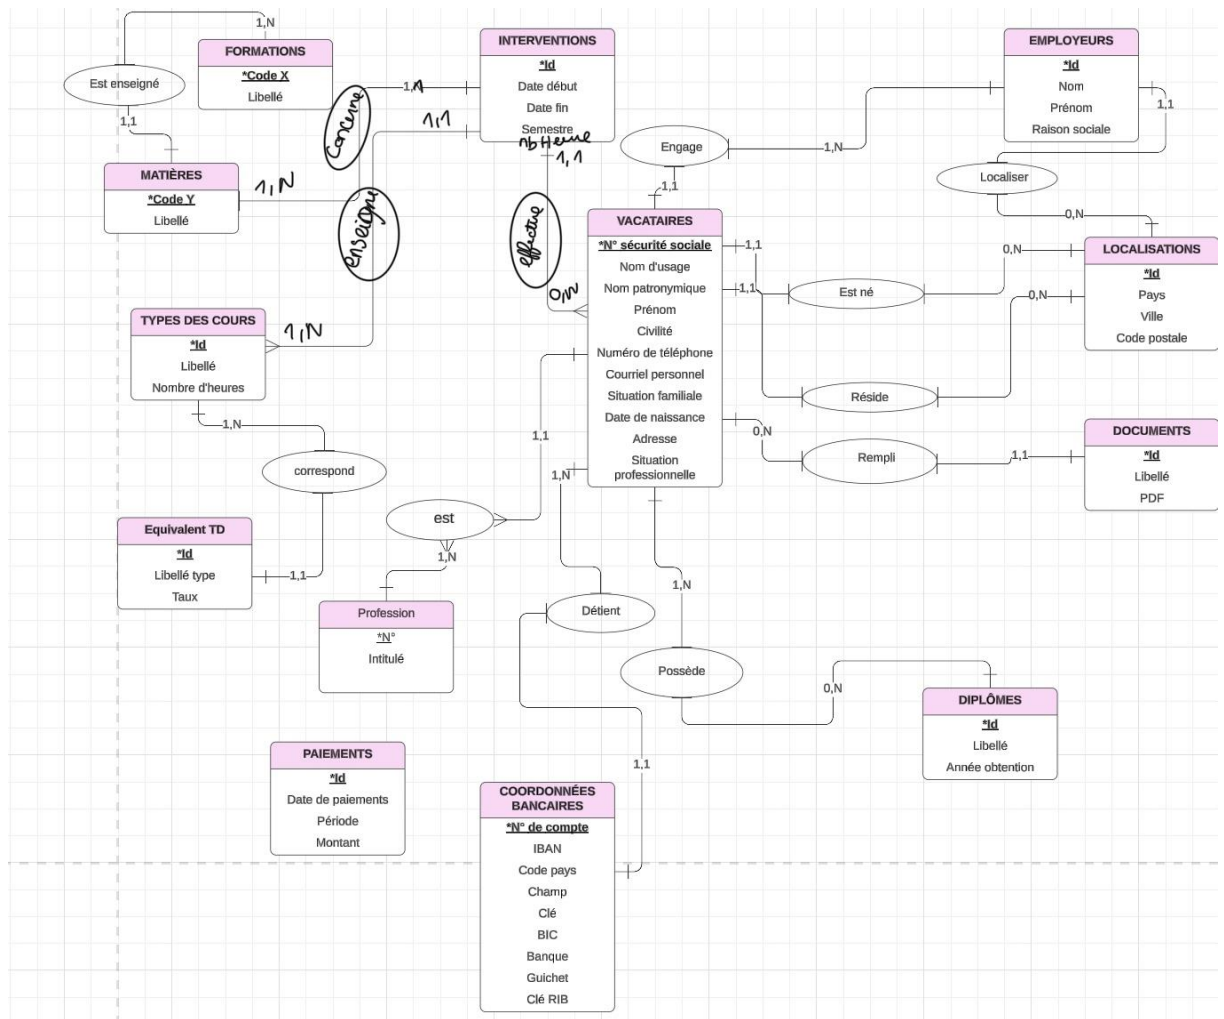 1,N
FORMATIONS
*Code X
Libellé
Est enseigné
1,1
MATIÈRES
*Code Y
Libellé
1,N
Concerne
1,1
INTERVENTIONS
*Id
Date début
Date fin
Semestre
nbHeure
1,1
1,1
enseigne
effectue
0,N
1,N
TYPES DES COURS
*Id
Libellé
Nombre d'heures
1,N
correspond
Equivalent TD
*Id
Libellé type
Taux
1,1
EMPLOYEURS
*Id
Nom
Prénom
Raison sociale
1,1
Engage
1,N
1,1
Localiser
0,N
VACATAIRES
*N° sécurité sociale
Nom d'usage
Nom patronymique
Prénom
Civilité
Numéro de téléphone
Courriel personnel
Situation familiale
Date de naissance
Adresse
Situation
professionnelle
1,1
1,1
Est né
0,N
0,N
LOCALISATIONS
*Id
Pays
Ville
Code postale
Réside
0,N
Rempli
1,1
DOCUMENTS
*Id
Libellé
PDF
1,1
est
1,N
Profession
*N°
Intitulé
1,N
Détient
1,N
Possède
0,N
DIPLÔMES
*Id
Libellé
Année obtention
1,1
PAIEMENTS
*Id
Date de paiements
Période
Montant
COORDONNÉES
BANCAIRES
*N° de compte
IBAN
Code pays
Champ
Clé
BIC
Banque
Guichet
Clé RIB